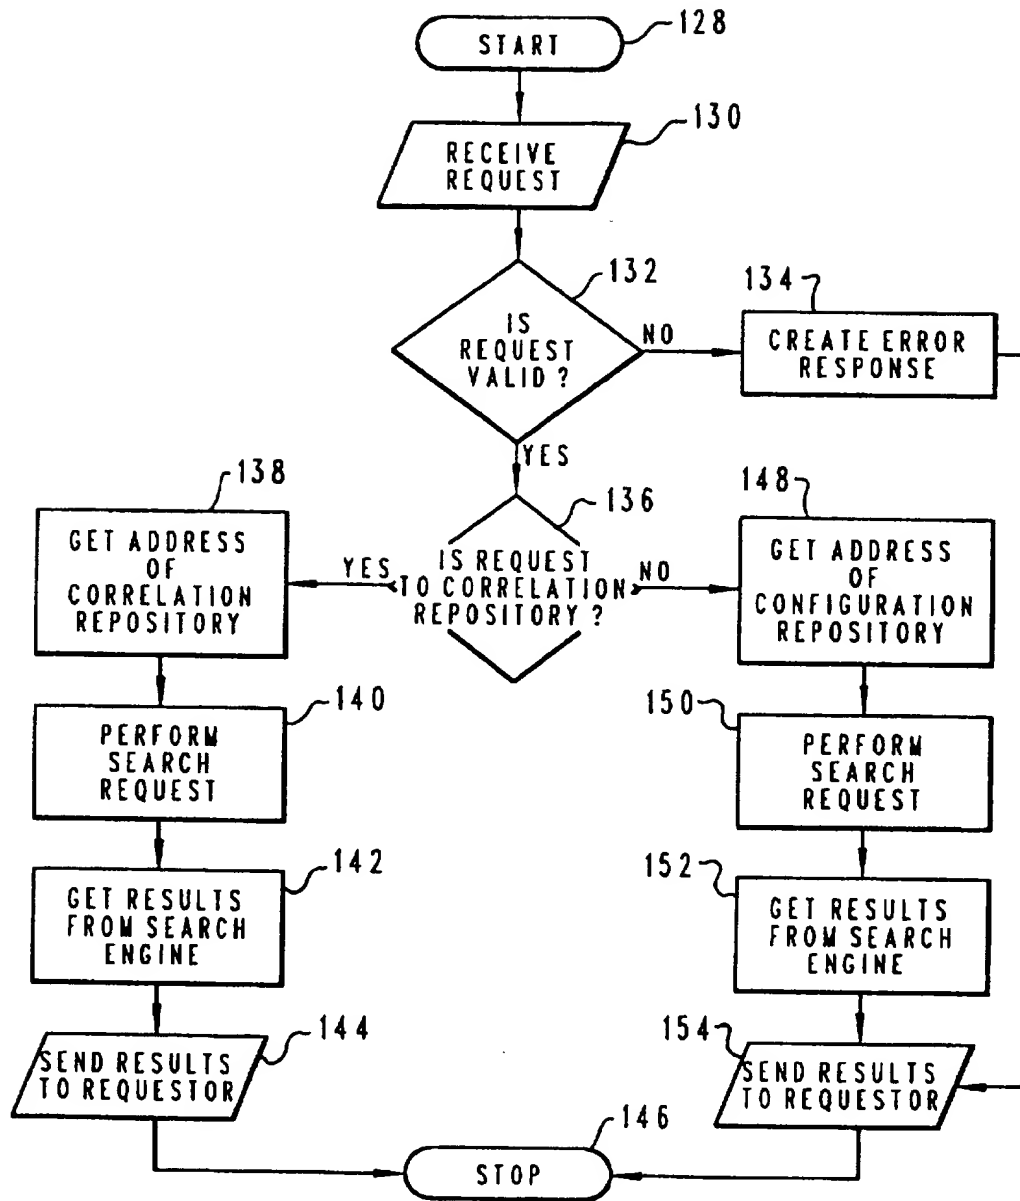 START
128
RECEIVE
REQUEST
130
IS
REQUEST
VALID ?
132
NO
CREATE ERROR
RESPONSE
134
YES
IS REQUEST
TO CORRELATION
REPOSITORY ?
136
YES
NO
GET ADDRESS
OF
CORRELATION
REPOSITORY
138
GET ADDRESS
OF
CONFIGURATION
REPOSITORY
148
PERFORM
SEARCH
REQUEST
140
PERFORM
SEARCH
REQUEST
150
GET RESULTS
FROM SEARCH
ENGINE
142
GET RESULTS
FROM SEARCH
ENGINE
152
SEND RESULTS
TO REQUESTOR
144
SEND RESULTS
TO REQUESTOR
154
STOP
146